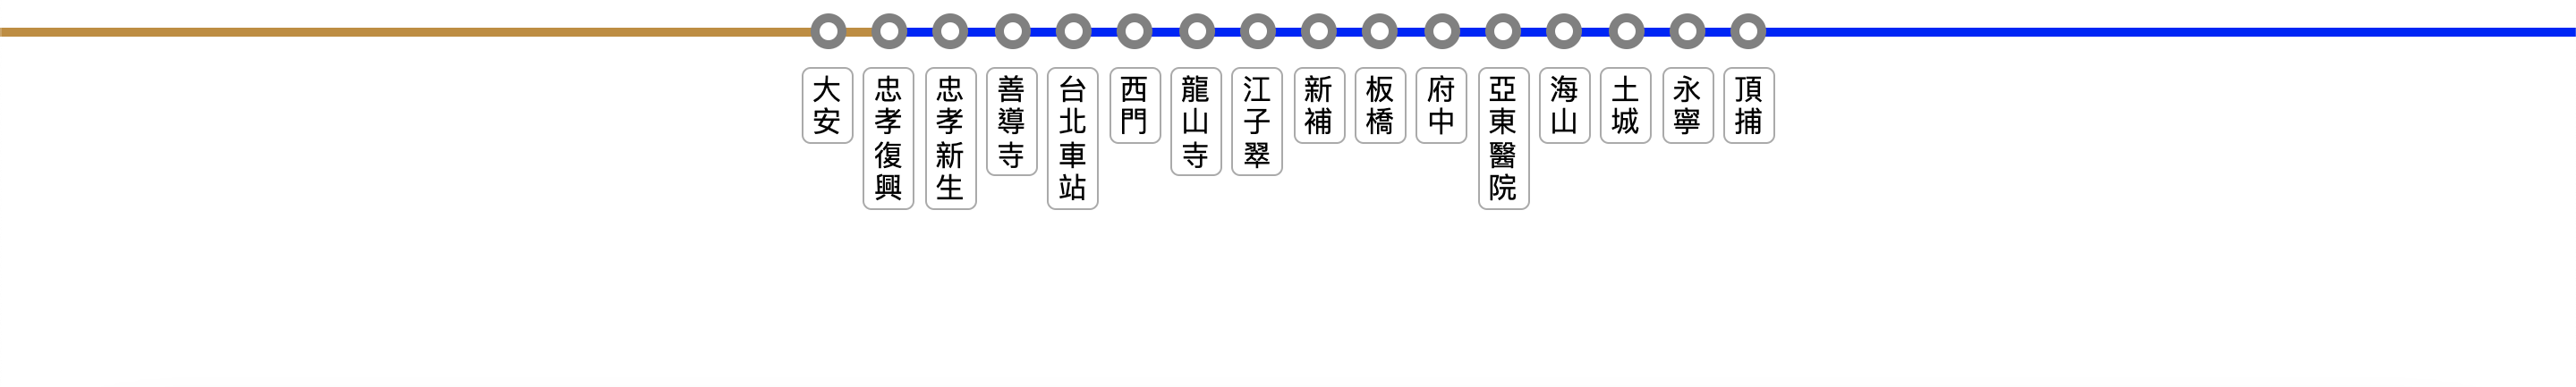 大安
忠孝復興
忠孝新生
善導寺
台北車站
西門
龍山寺
江子翠
新補
板橋
府中
亞東醫院
海山
土城
永寧
頂捕